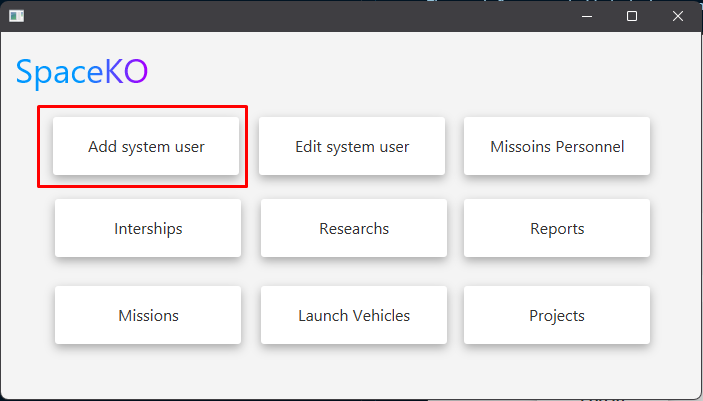 SpaceKO
Add system user
Edit system user
Missoins Personnel
Interships
Researchs
Reports
Missions
Launch Vehicles
Projects